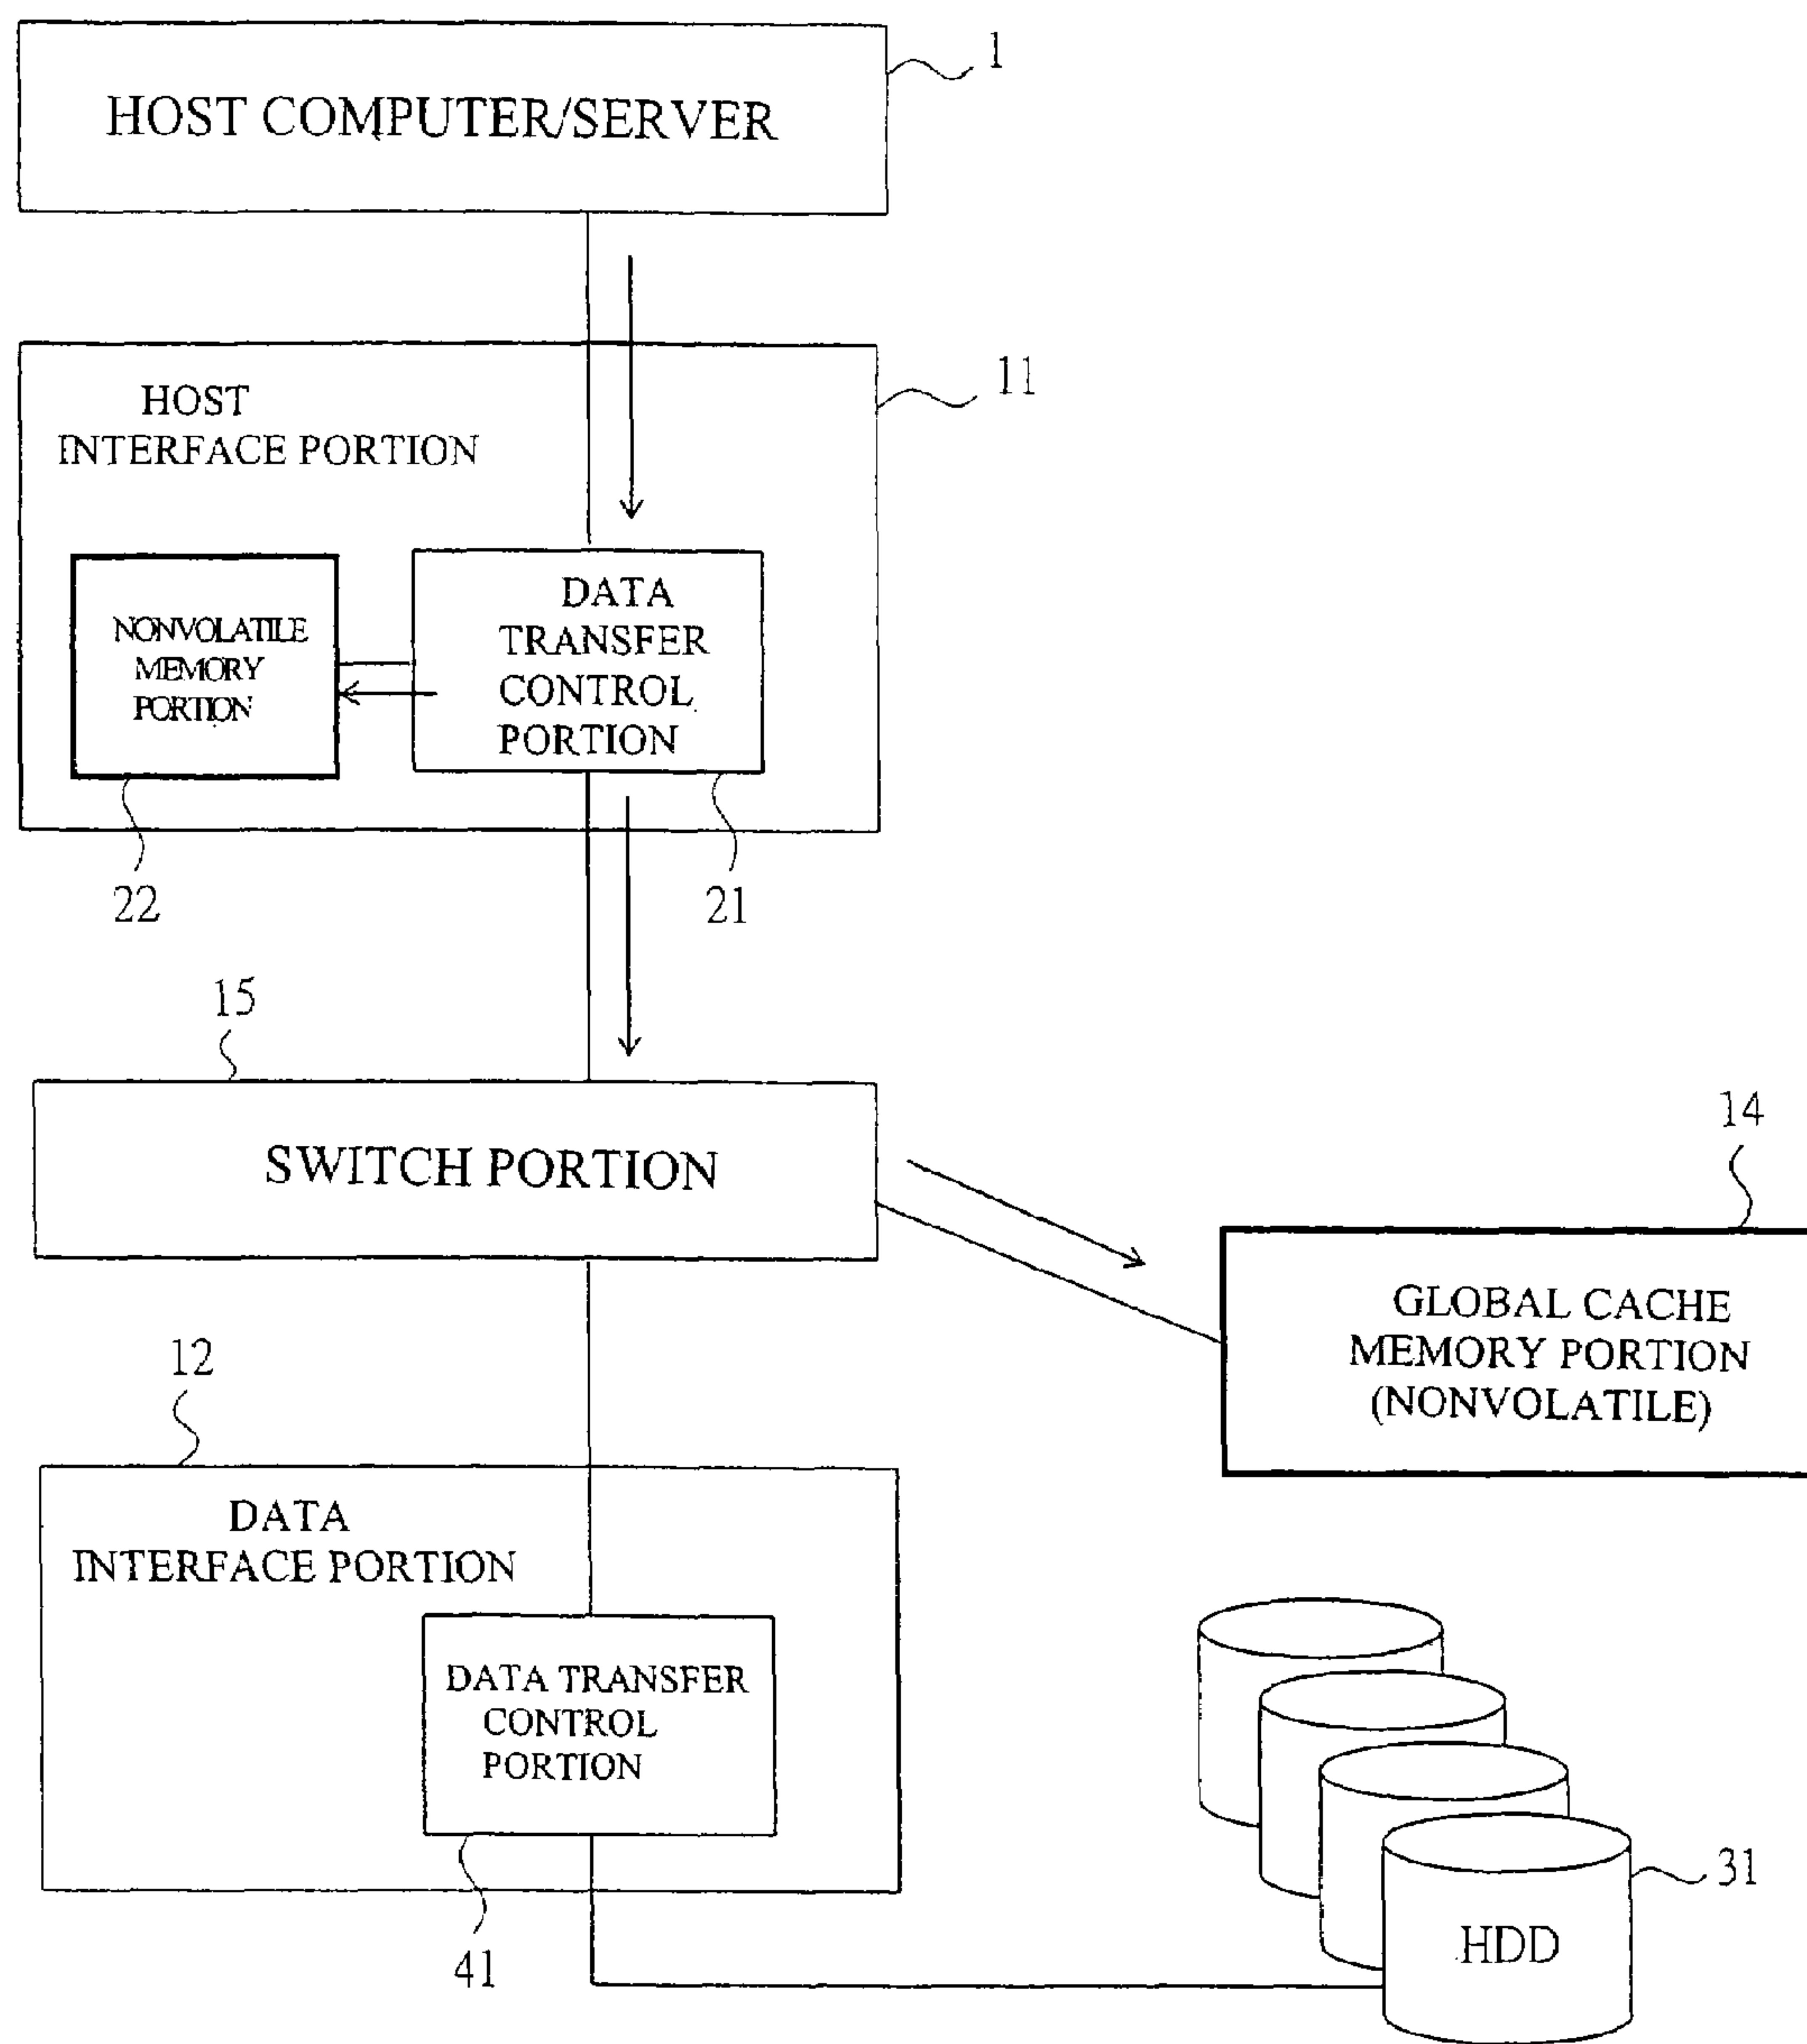 1
HOST COMPUTER/SERVER
11
HOST
INTERFACE PORTION
NONVOLATILE
MEMORY
PORTION
DATA
TRANSFER
CONTROL
PORTION
22
21
15
SWITCH PORTION
14
GLOBAL CACHE
MEMORY PORTION
(NONVOLATILE)
12
DATA
INTERFACE PORTION
DATA TRANSFER
CONTROL
PORTION
41
31
HDD